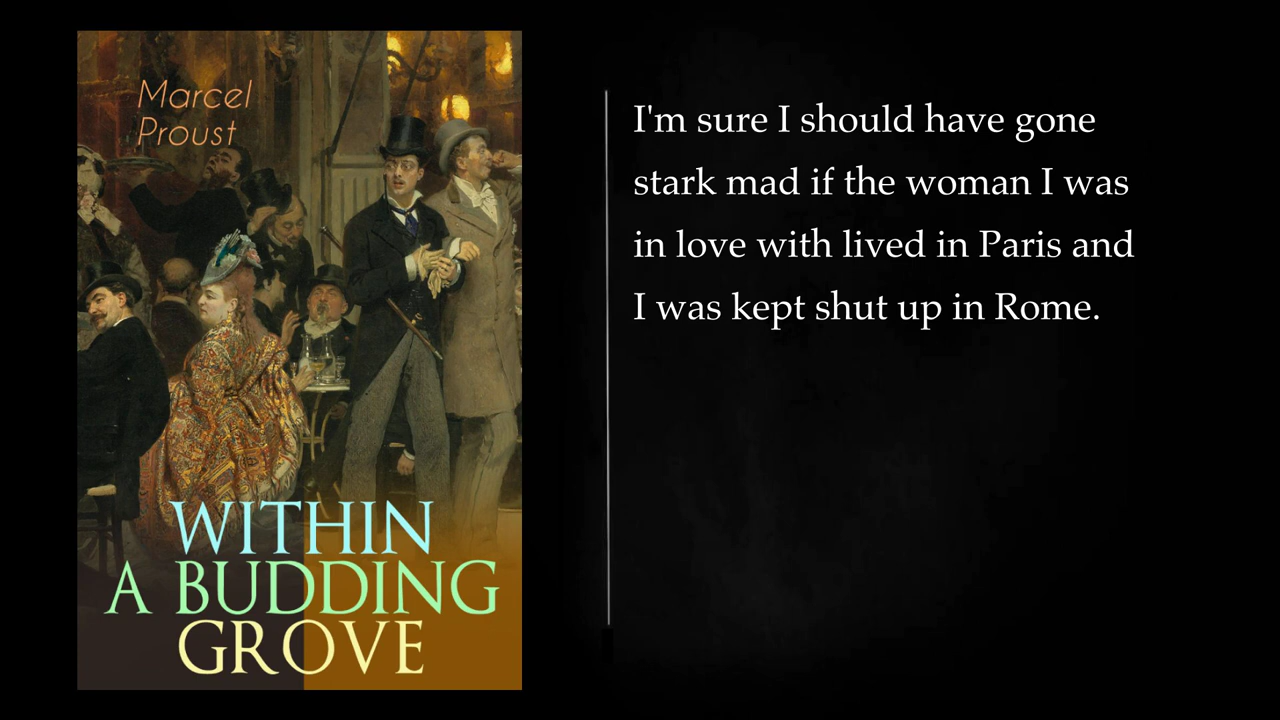 Marcel
Proust
WITHIN
A BUDDING
GROVE
I'm sure I should have gone
stark mad if the woman I was
in love with lived in Paris and
I was kept shut up in Rome.